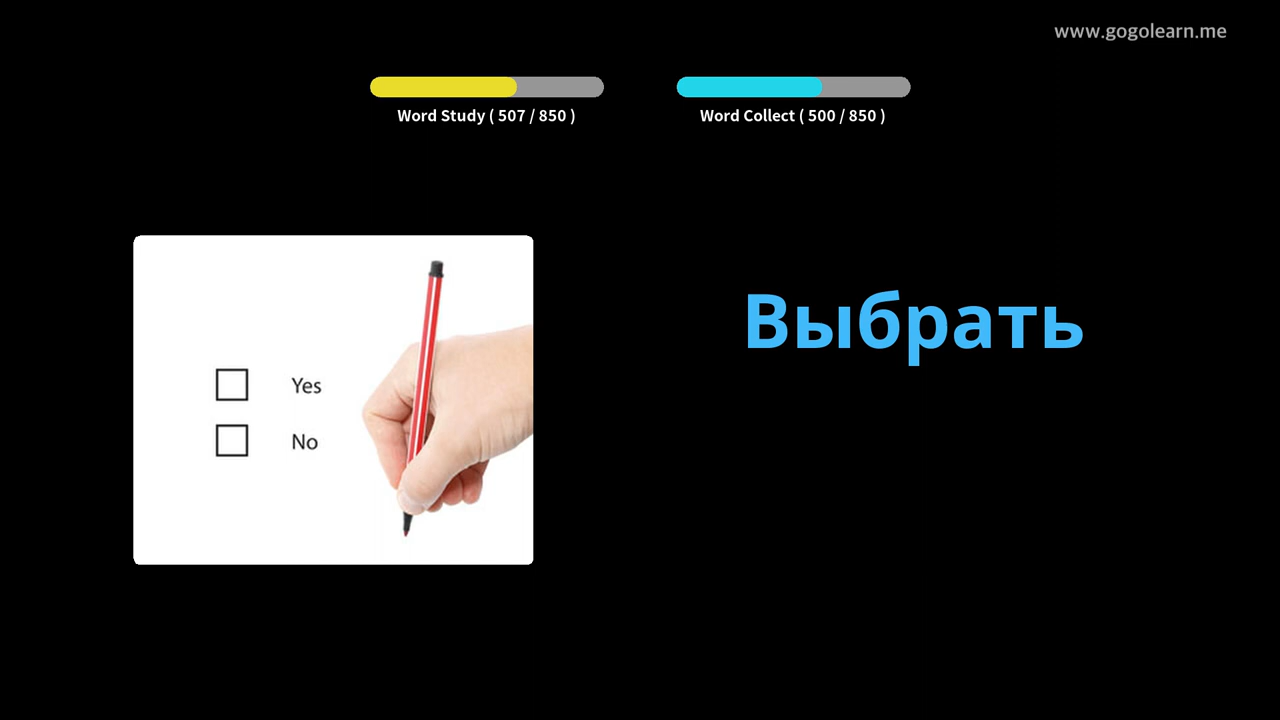 www.gogolearn.me
Word Study ( 507 / 850 )
Word Collect ( 500 / 850 )
Выбрать
Yes
No